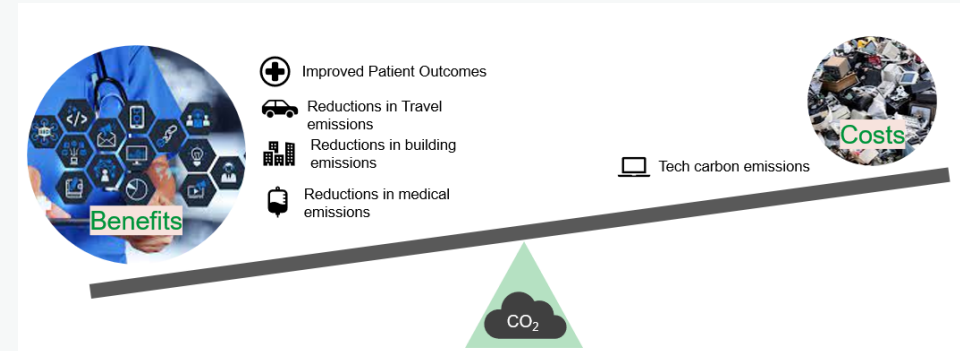 Improved Patient Outcomes
Reductions in Travel
emissions
Reductions in building
emissions
Reductions in medical
emissions
Benefits
Tech carbon emissions
Costs
CO₂